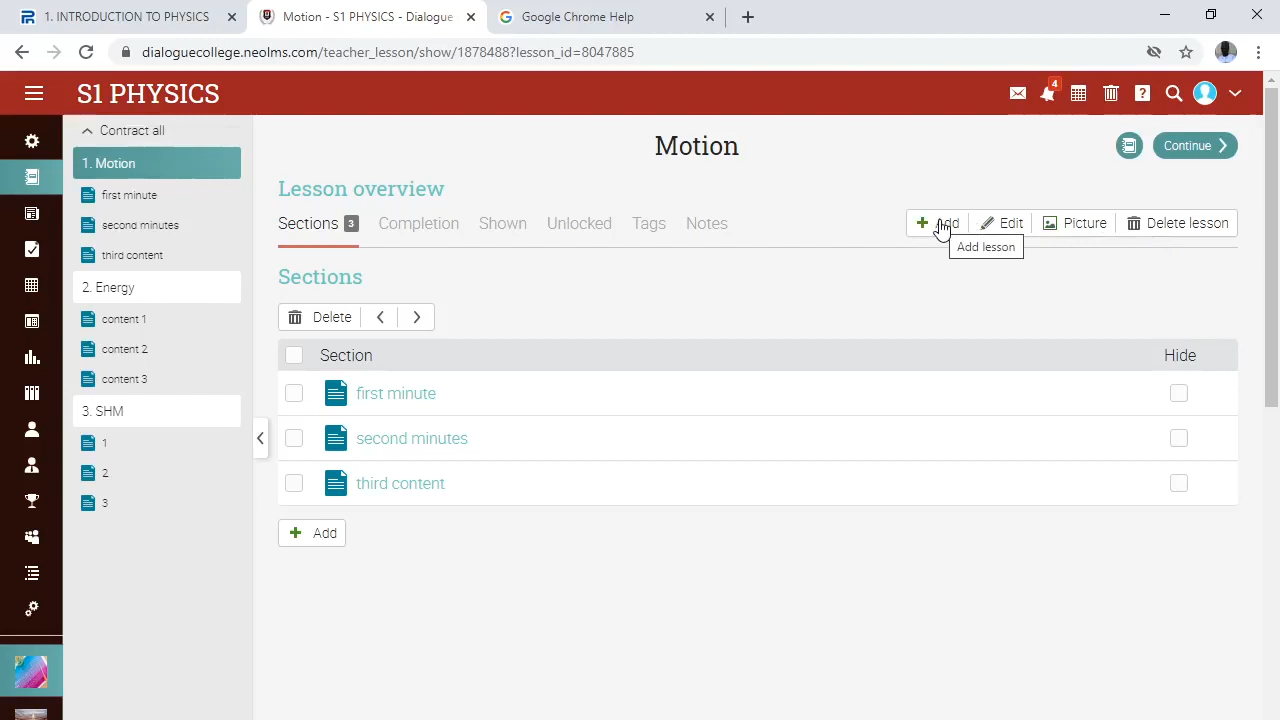 1. INTRODUCTION TO PHYSICS
Motion - S1 PHYSICS - Dialogue
Google Chrome Help
dialoguecollege.neolms.com/teacher_lesson/show/1878488?lesson_id=8047885
S1 PHYSICS
4
Contract all
1. Motion
first minute
second minutes
third content
2. Energy
content 1
content 2
content 3
3. SHM
1
2
3
Motion
Continue
Lesson overview
Sections 3 Completion Shown Unlocked Tags Notes
Add Edit Picture Delete lesson
Add lesson
Sections
Delete
Section Hide
first minute
second minutes
third content
Add